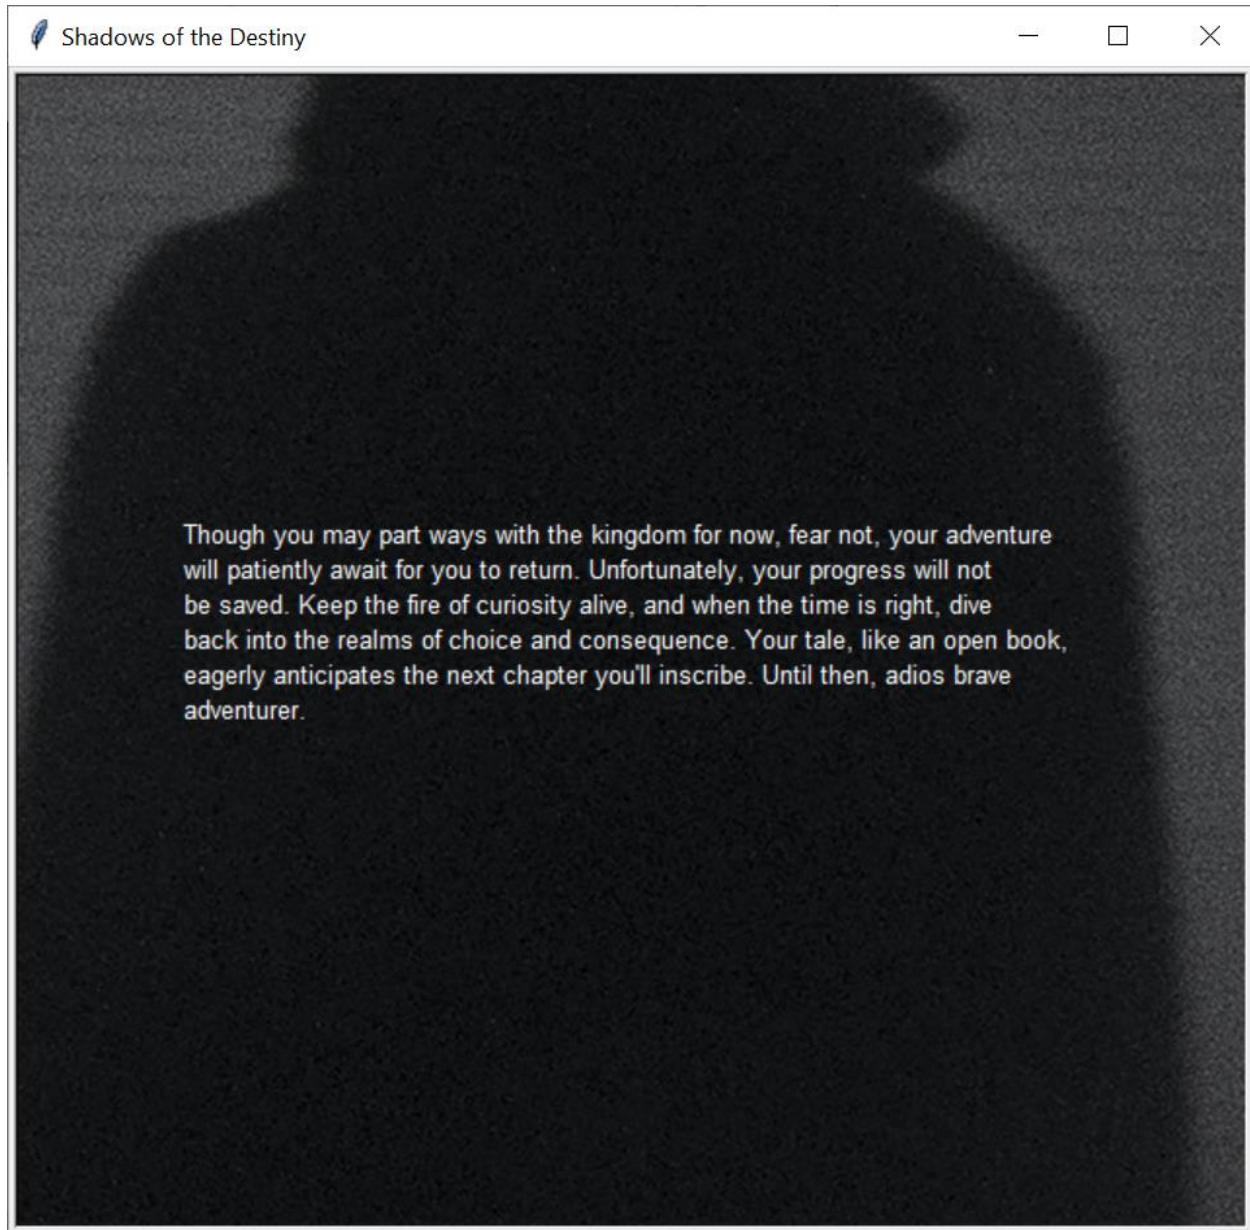 Shadows of the Destiny
Though you may part ways with the kingdom for now, fear not, your adventure
will patiently await for you to return. Unfortunately, your progress will not
be saved. Keep the fire of curiosity alive, and when the time is right, dive
back into the realms of choice and consequence. Your tale, like an open book,
eagerly anticipates the next chapter you'll inscribe. Until then, adios brave
adventurer.